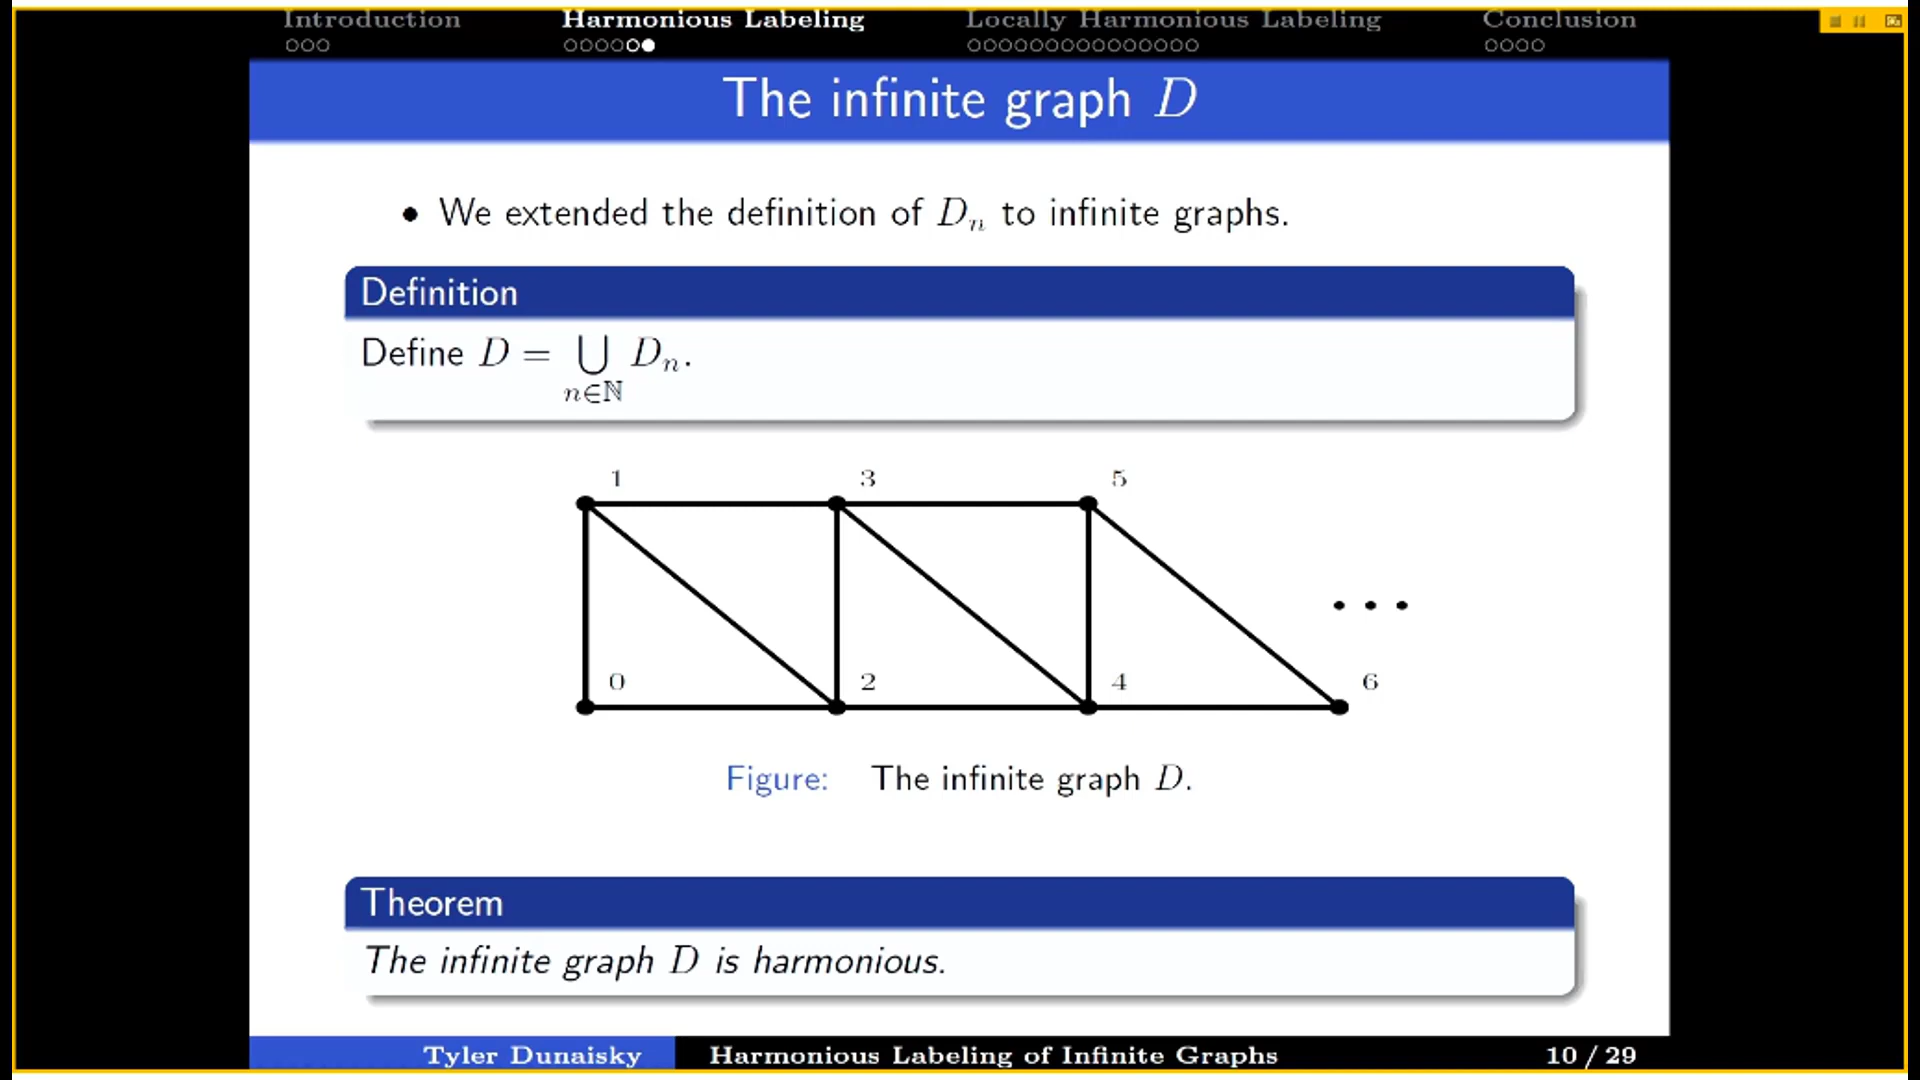 Introduction Harmonious Labeling Locally Harmonious Labeling Conclusion
The infinite graph D
• We extended the definition of Dₙ to infinite graphs.
Definition
Define D = ⋃ Dₙ.
n∈ℕ
1 3 5
0 2 4 6
Figure: The infinite graph D.
Theorem
The infinite graph D is harmonious.
Tyler Dunaisky Harmonious Labeling of Infinite Graphs 10 / 29